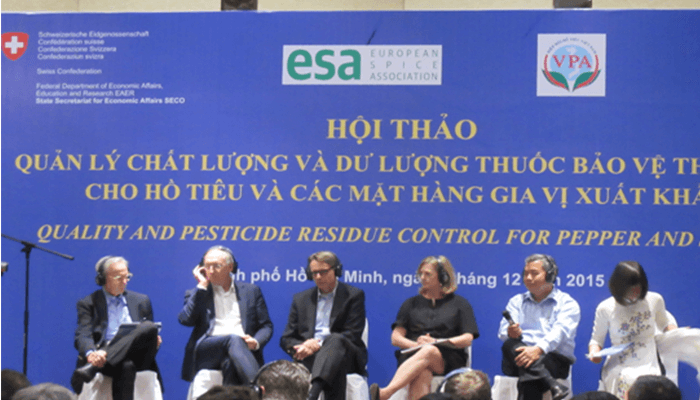 Schweizerische Eidgenossenschaft
Confédération suisse
Confederazione Svizzera
Confederaziun svizra
Swiss Confederation
Federal Department of Economic Affairs,
Education and Research EAER
State Secretariat for Economic Affairs SECO
esa EUROPEAN
SPICE
ASSOCIATION
VPA
HỘI THẢO
QUẢN LÝ CHẤT LƯỢNG VÀ DƯ LƯỢNG THUỐC BẢO VỆ TH
CHO HỒ TIÊU VÀ CÁC MẶT HÀNG GIA VỊ XUẤT KH
QUALITY AND PESTICIDE RESIDUE CONTROL FOR PEPPER AND
nh phố Hồ Minh, ngà tháng 12 2015